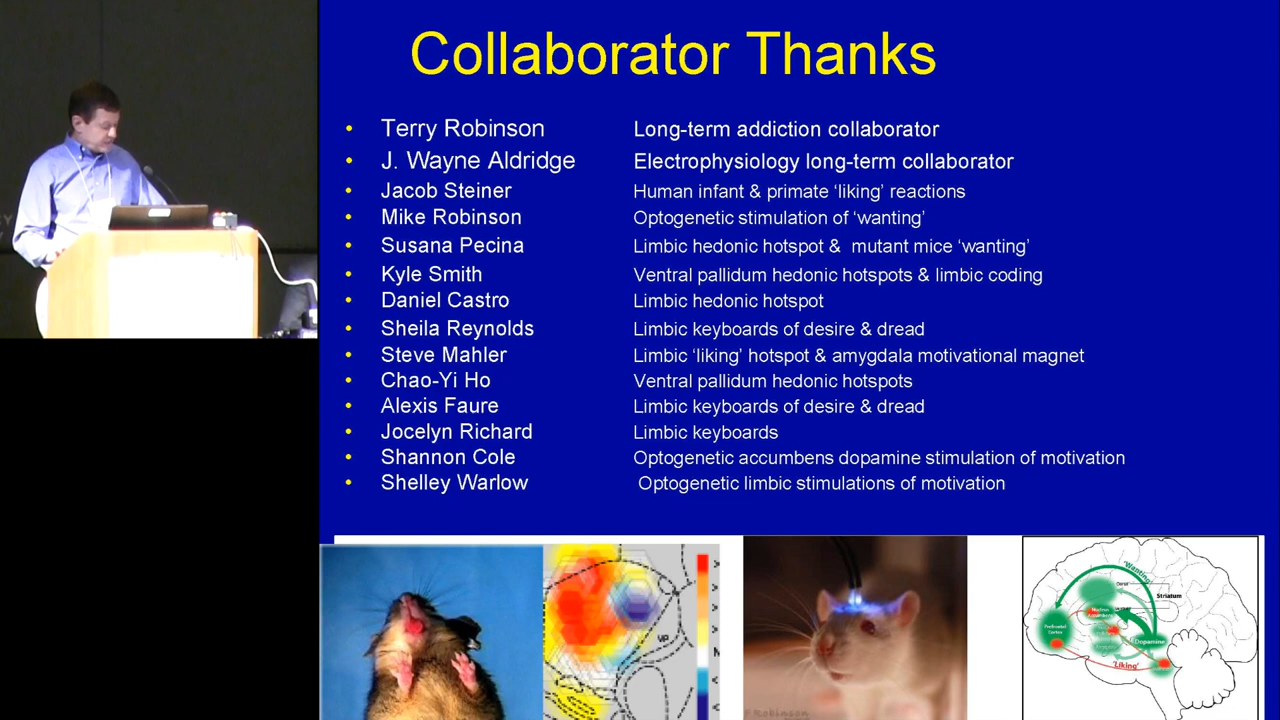 Collaborator Thanks
• Terry Robinson Long-term addiction collaborator
• J. Wayne Aldridge Electrophysiology long-term collaborator
• Jacob Steiner Human infant & primate ‘liking’ reactions
• Mike Robinson Optogenetic stimulation of ‘wanting’
• Susana Pecina Limbic hedonic hotspot & mutant mice ‘wanting’
• Kyle Smith Ventral pallidum hedonic hotspots & limbic coding
• Daniel Castro Limbic hedonic hotspot
• Sheila Reynolds Limbic keyboards of desire & dread
• Steve Mahler Limbic ‘liking’ hotspot & amygdala motivational magnet
• Chao-Yi Ho Ventral pallidum hedonic hotspots
• Alexis Faure Limbic keyboards of desire & dread
• Jocelyn Richard Limbic keyboards
• Shannon Cole Optogenetic accumbens dopamine stimulation of motivation
• Shelley Warlow Optogenetic limbic stimulations of motivation
VP
Robinson
‘Wanting’
Striatum
Prefrontal
Cortex
Dopamine
‘Liking’